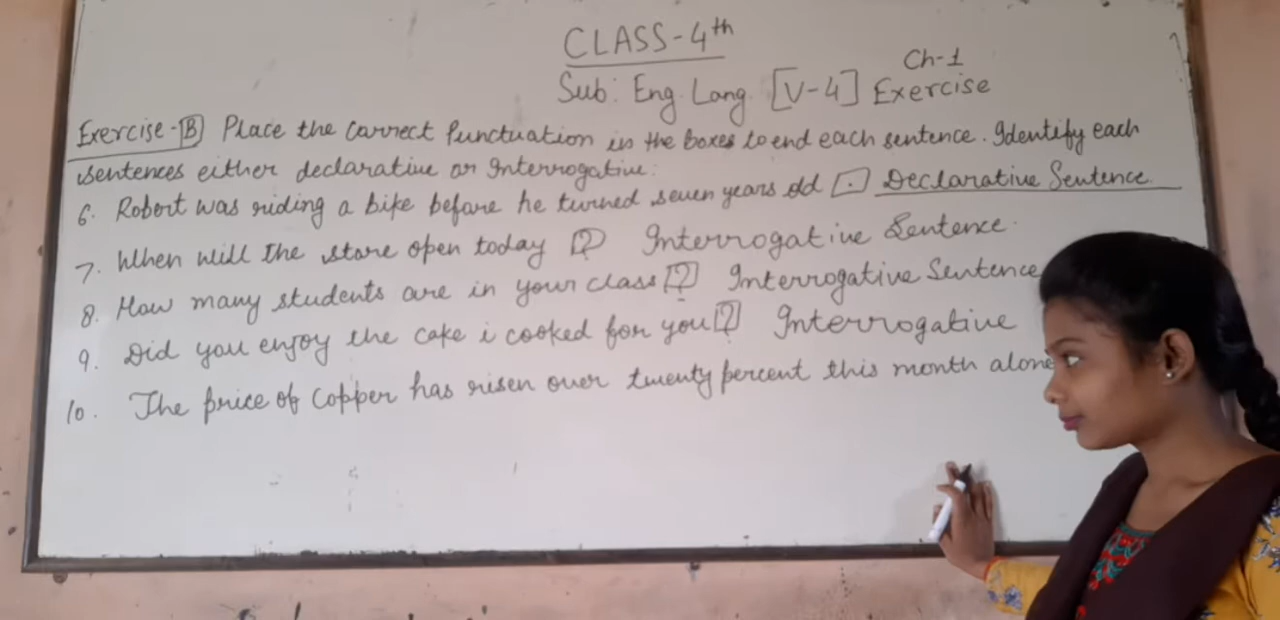 CLASS-4th
Ch-1
Sub: Eng. Lang. [V-4] Exercise
Exercise-B Place the Correct Punctuation in the boxes to end each sentence. Identify each
sentences either declarative or Interrogative.
6. Robert was riding a bike before he turned seven years old [.] Declarative Sentence.
7. When will the store open today [?] Interrogative Sentence.
8. How many students are in your class [?] Interrogative Sentence
9. Did you enjoy the cake i cooked for you [?] Interrogative
10. The price of Copper has risen over twenty percent this month alone